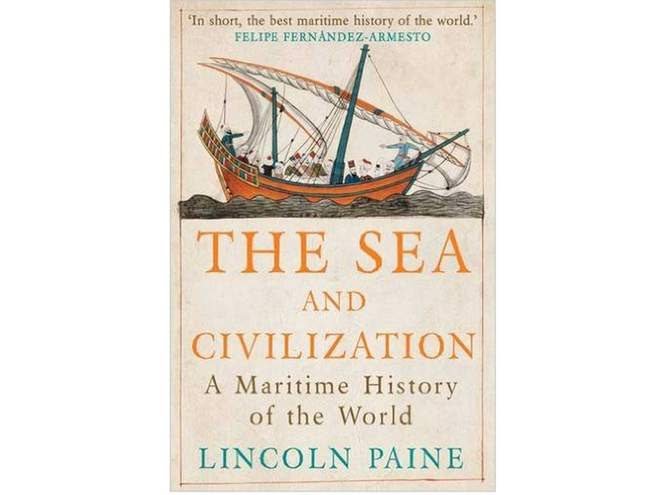 ‘In short, the best maritime history of the world.’
FELIPE FERNÁNDEZ-ARMESTO
THE SEA
AND
CIVILIZATION
A Maritime History
of the World
LINCOLN PAINE